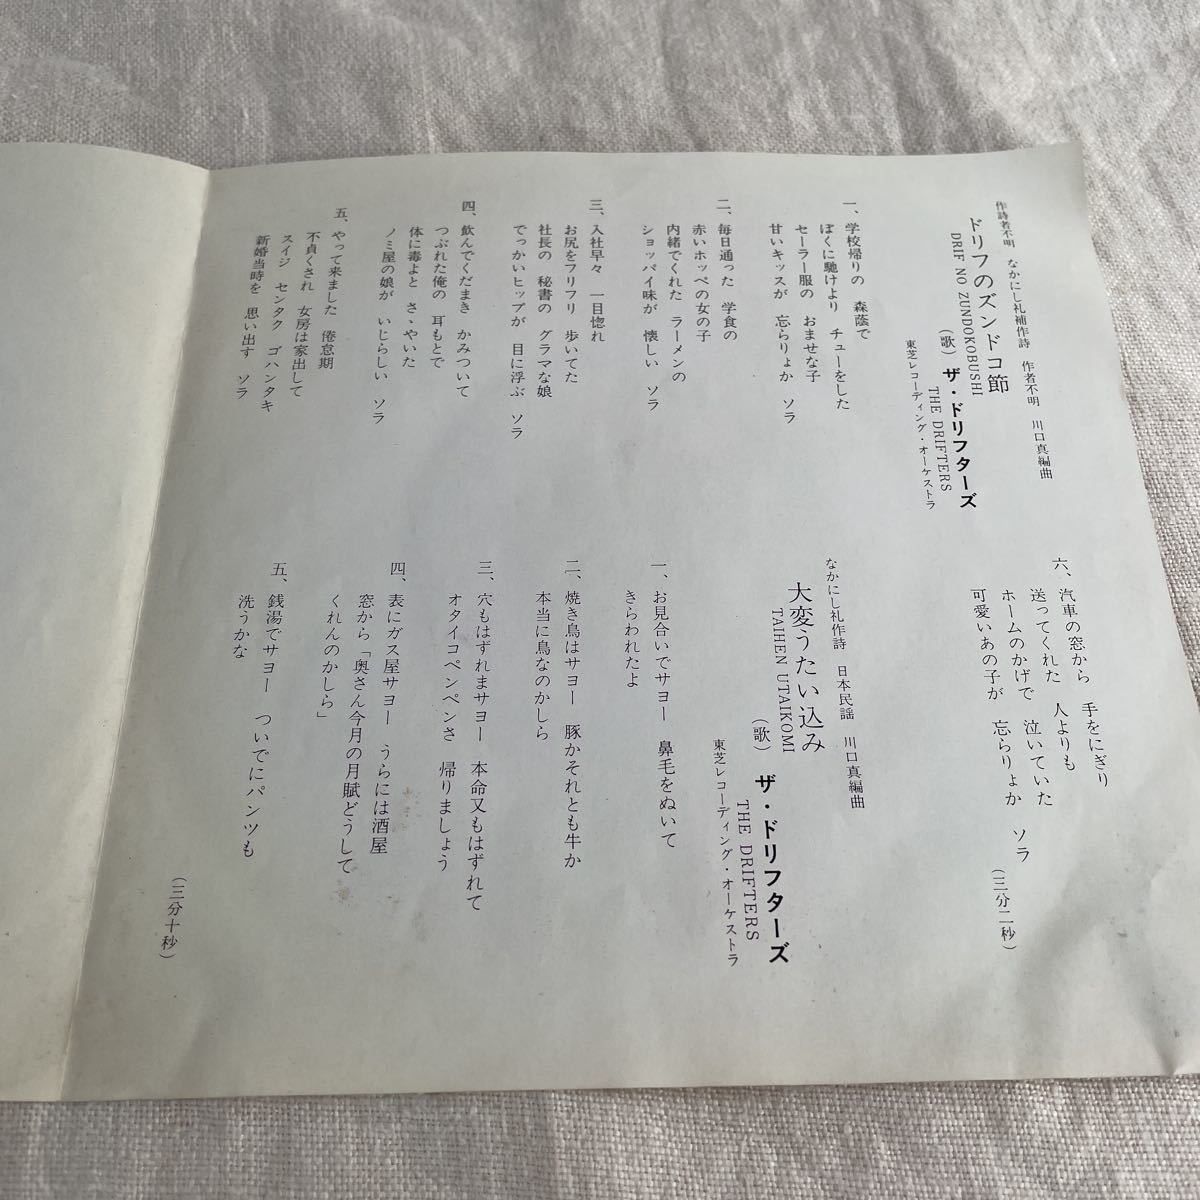 作詩者不明　なかにし礼補作詩　作者不明　川口真編曲
ドリフのズンドコ節
DRIF NO ZUNDOKOBUSHI
（歌）ザ・ドリフターズ
THE DRIFTERS
東芝レコーディング・オーケストラ
一、学校帰りの　森蔭で
ぼくに馳けより　チューをした
セーラー服の　おませな子
甘いキッスが　忘らりょか　ソラ
二、毎日通った　学食の
赤いホッペの女の子
内緒でくれた　ラーメンの
ショッパイ味が　懐しい　ソラ
三、入社早々　一目惚れ
お尻をフリフリ　歩いてた
社長の　秘書の　グラマな娘
でっかいヒップが　目に浮ぶ　ソラ
四、飲んでくだまき　かみついて
つぶれた俺の　耳もとで
体に毒よと　さゝやいた
ノミ屋の娘が　いじらしい　ソラ
五、やって来ました　倦怠期
不貞くされ　女房は家出して
スイジ　センタク　ゴハンタキ
新婚当時を　思い出す　ソラ
六、汽車の窓から　手をにぎり
送ってくれた　人よりも
ホームのかげで　泣いていた
可愛いあの子が　忘らりょか　ソラ
（三分二秒）
なかにし礼作詩　日本民謡　川口真編曲
大変うたい込み
TAIHEN UTAIKOMI
（歌）　ザ・ドリフターズ
THE DRIFTERS
東芝レコーディング・オーケストラ
一、お見合いでサヨー　鼻毛をぬいて
きらわれたよ
二、焼き鳥はサヨー　豚かそれとも牛か
本当に鳥なのかしら
三、穴もはずれまサヨー　本命又もはずれて
オタイコペンペンさ　帰りましょう
四、表にガス屋サヨー　うらには酒屋
窓から「奥さん今月の月賦どうして
くれんのかしら」
五、銭湯でサヨー　ついでにパンツも
洗うかな
（三分十秒）